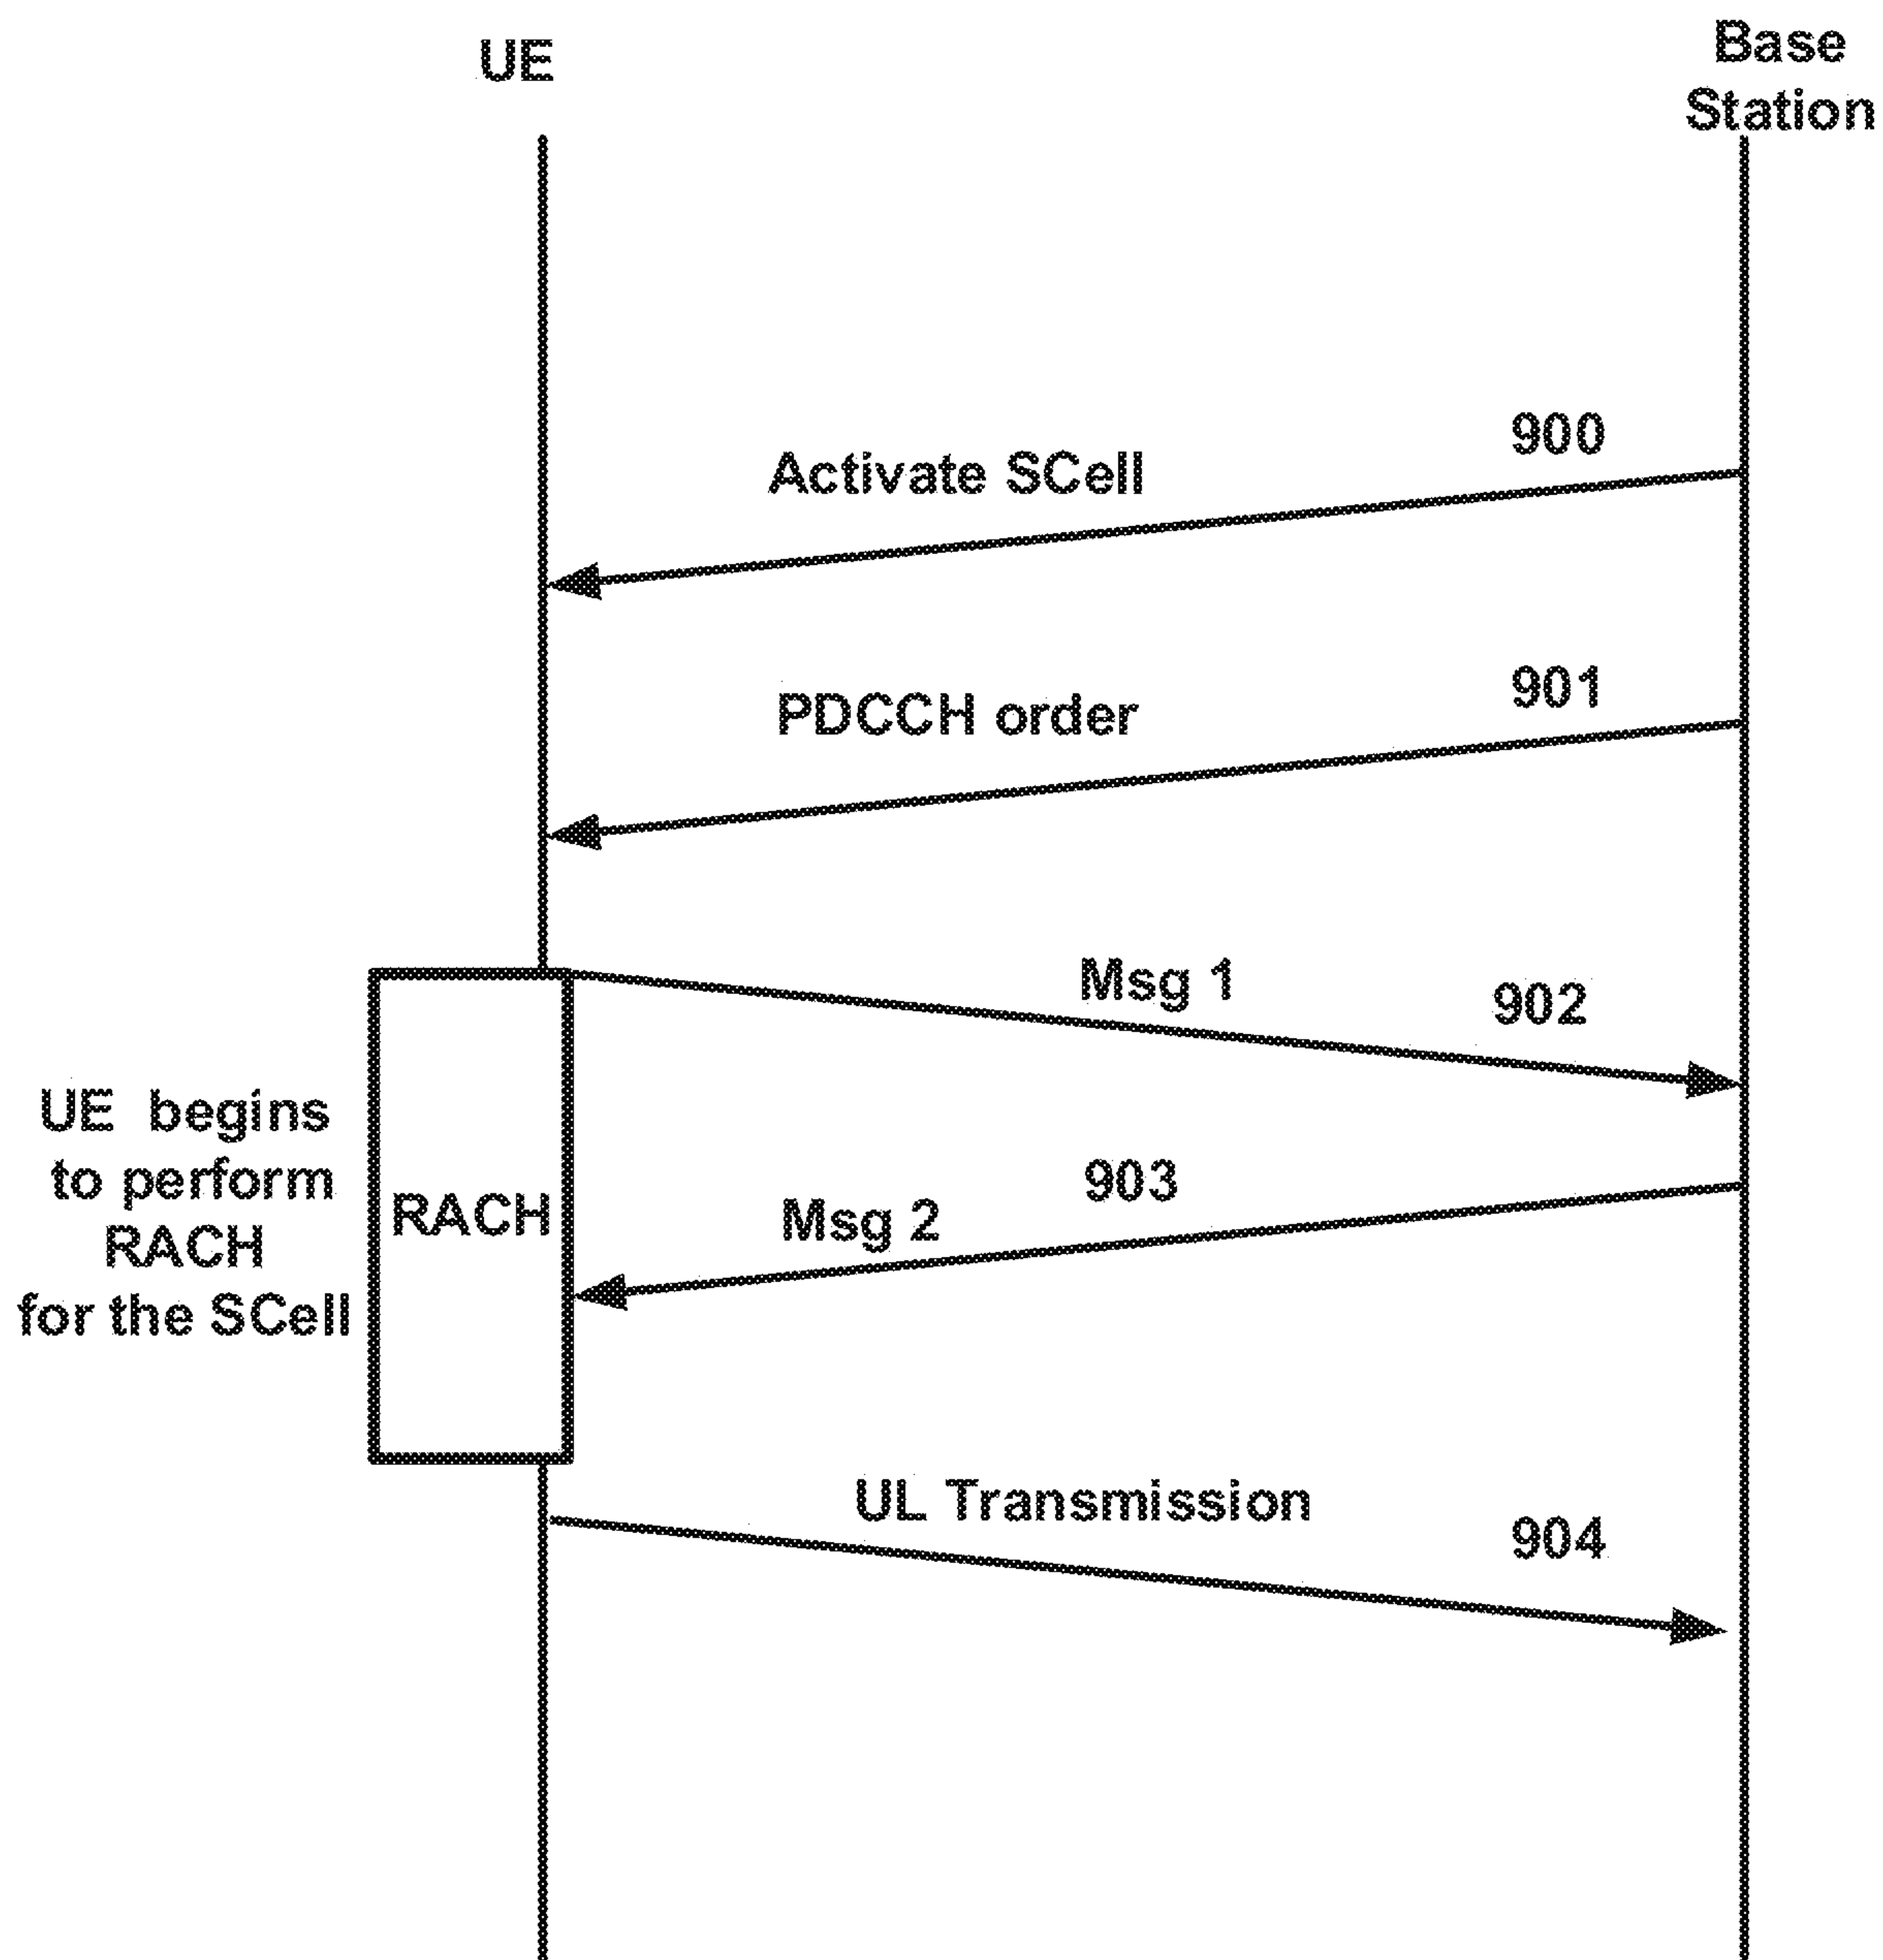 UE
Base
Station
900
Activate SCell
901
PDCCH order
Msg 1
902
UE begins
to perform
RACH
for the SCell
RACH
903
Msg 2
UL Transmission
904